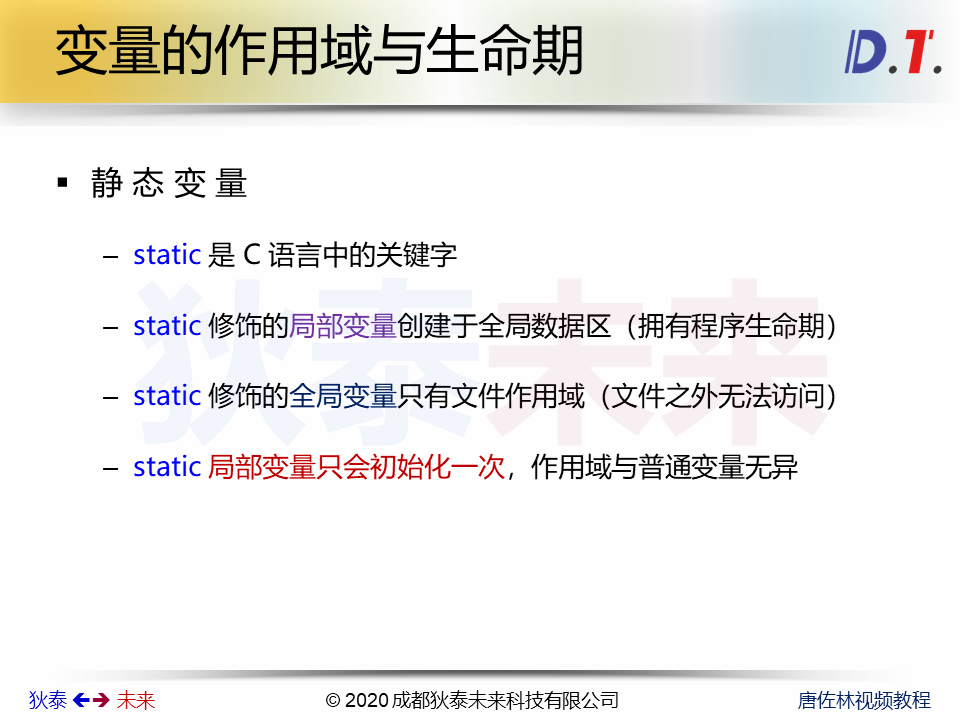 变量的作用域与生命期
D.T.
▪ 静 态 变 量
– static 是 C 语言中的关键字
– static 修饰的局部变量创建于全局数据区（拥有程序生命期）
– static 修饰的全局变量只有文件作用域（文件之外无法访问）
– static 局部变量只会初始化一次，作用域与普通变量无异
狄泰未来
狄泰 🡸🡺 未来
© 2020 成都狄泰未来科技有限公司
唐佐林视频教程